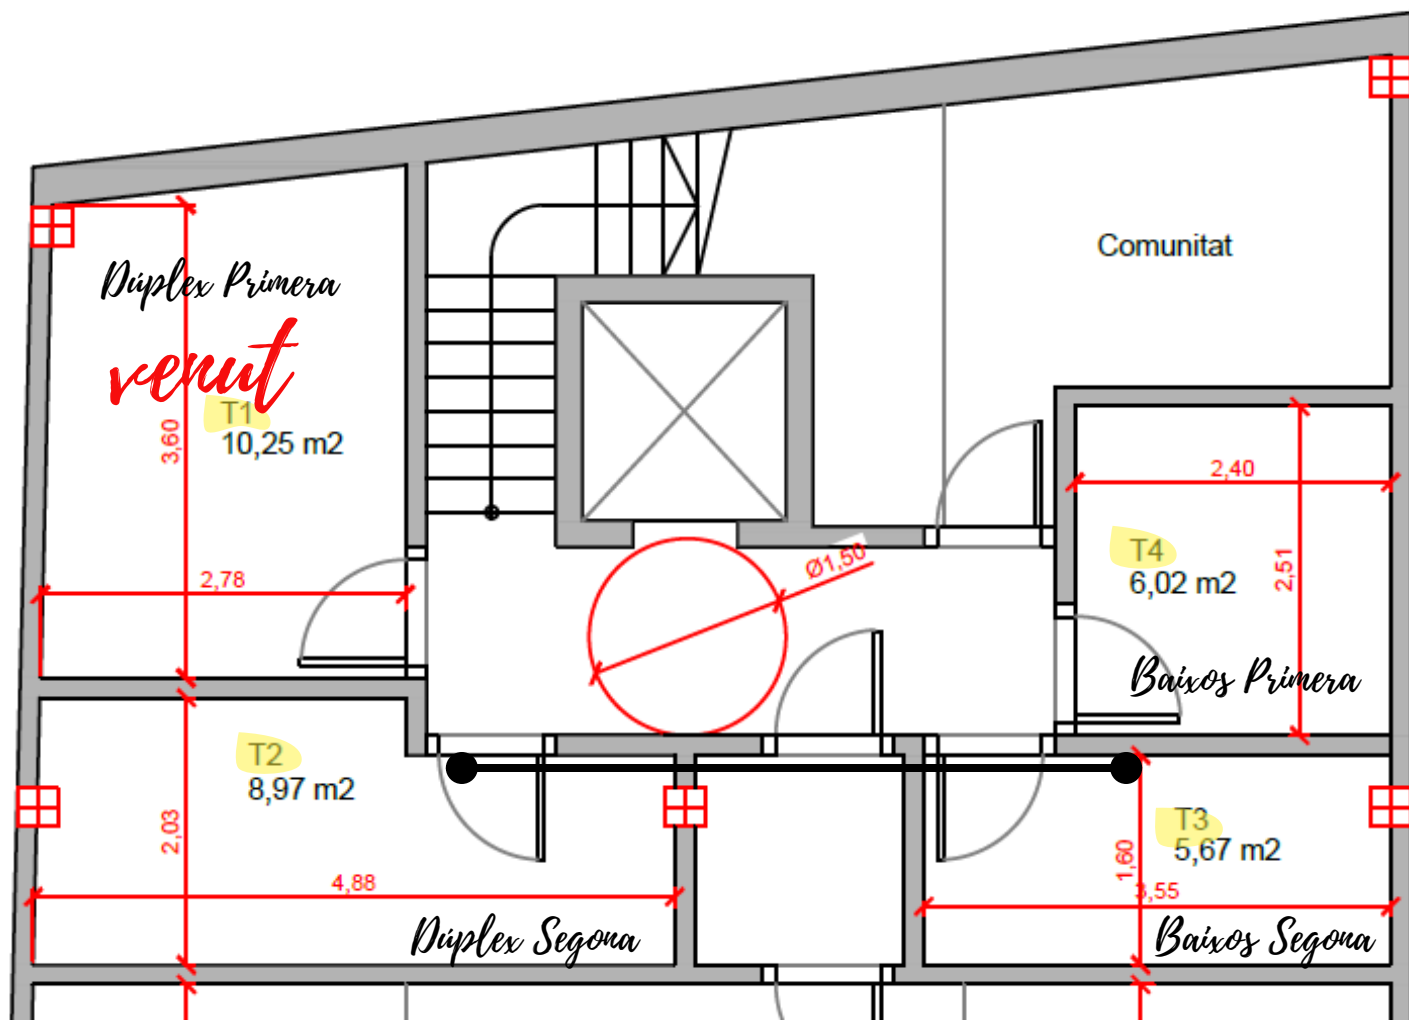 Comunitat
Dúplex Primera
venut
T1
10,25 m2
3,60
2,78
Ø1,50
2,40
T4
6,02 m2
2,51
Baixos Primera
T2
8,97 m2
2,03
4,88
Dúplex Segona
T3
5,67 m2
1,60
3,55
Baixos Segona